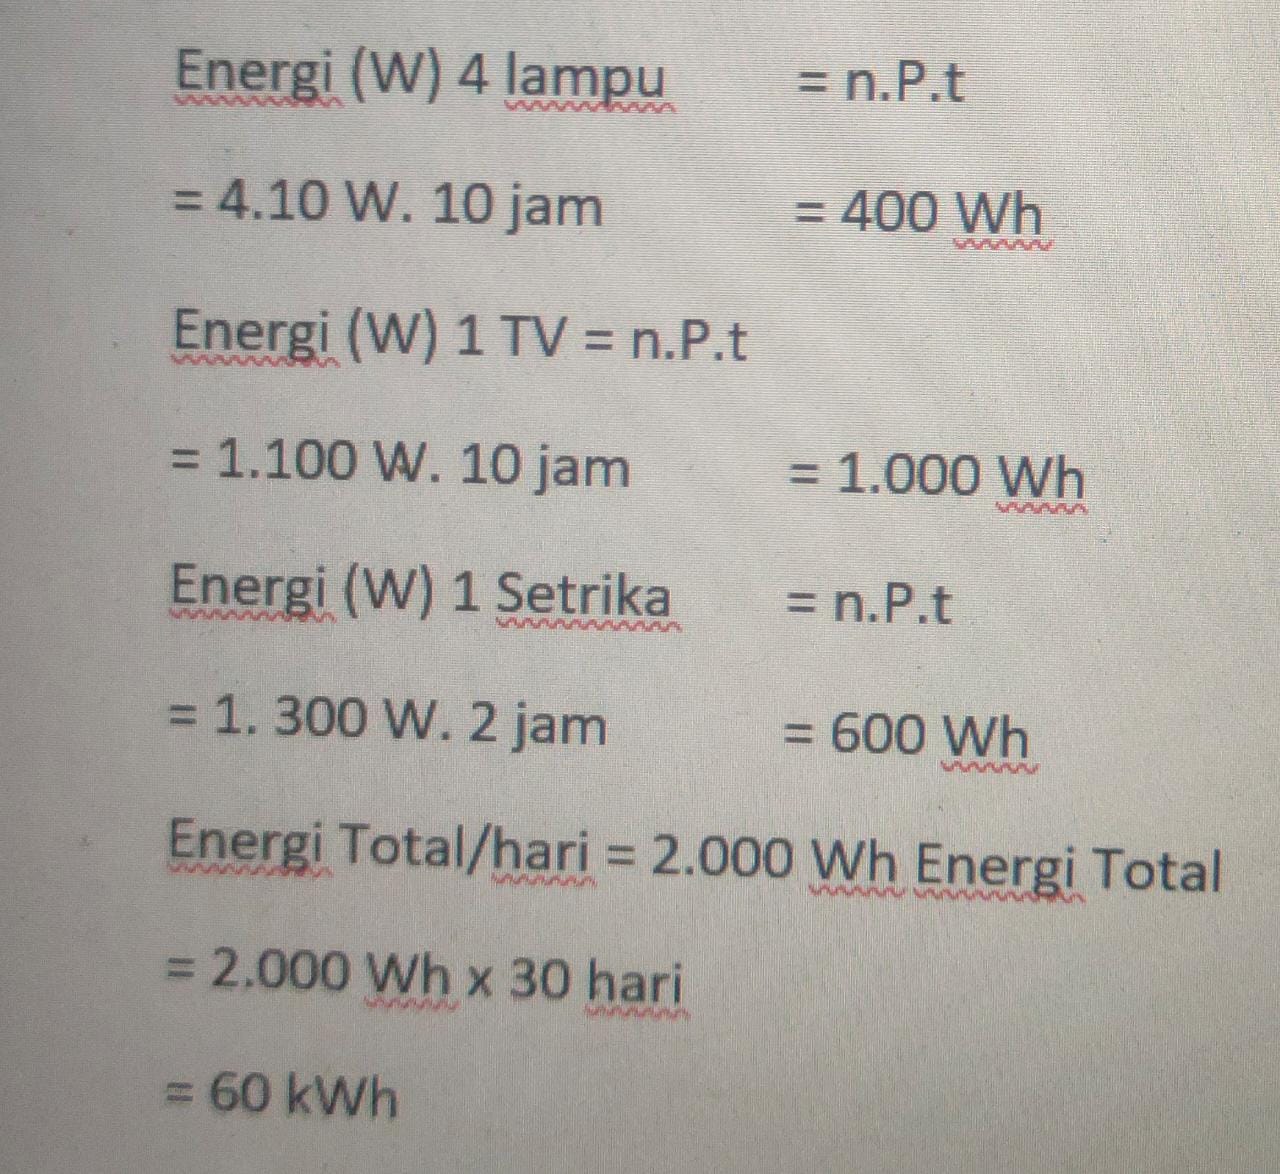 Energi (W) 4 lampu = n.P.t
= 4.10 W. 10 jam = 400 Wh
Energi (W) 1 TV = n.P.t
= 1.100 W. 10 jam = 1.000 Wh
Energi (W) 1 Setrika = n.P.t
= 1. 300 W. 2 jam = 600 Wh
Energi Total/hari = 2.000 Wh Energi Total
= 2.000 Wh x 30 hari
= 60 kWh